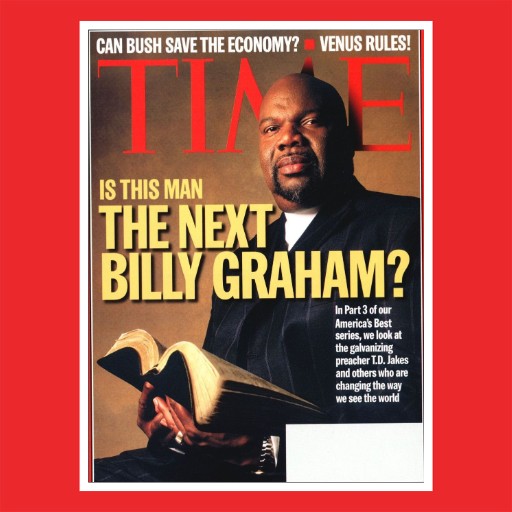 CAN BUSH SAVE THE ECONOMY? • VENUS RULES!
TIME
IS THIS MAN
THE NEXT
BILLY GRAHAM?
In Part 3 of our
America's Best
series, we look at
the galvanizing
preacher T.D. Jakes
and others who are
changing the way
we see the world